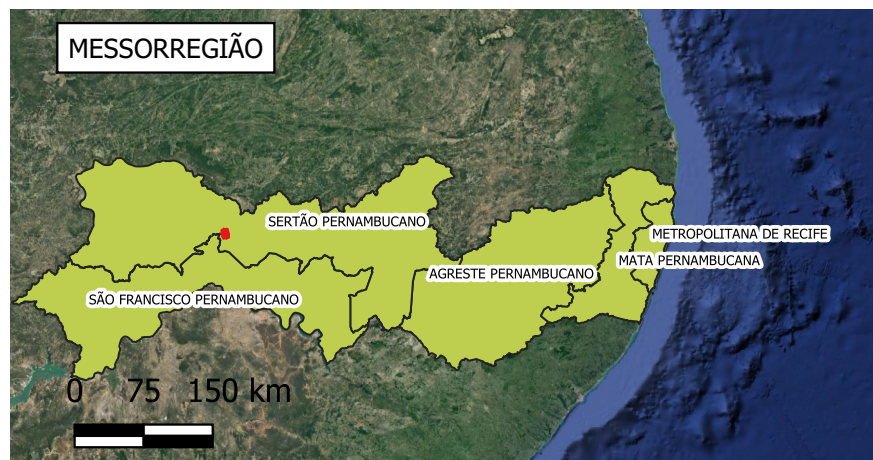 MESSORREGIÃO
SERTÃO PERNAMBUCANO
METROPOLITANA DE RECIFE
MATA PERNAMBUCANA
AGRESTE PERNAMBUCANO
SÃO FRANCISCO PERNAMBUCANO
0 75 150 km